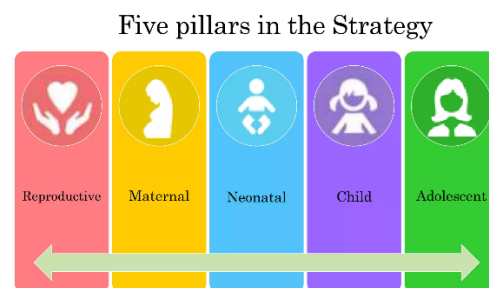 Five pillars in the Strategy
Reproductive
Maternal
Neonatal
Child
Adolescent